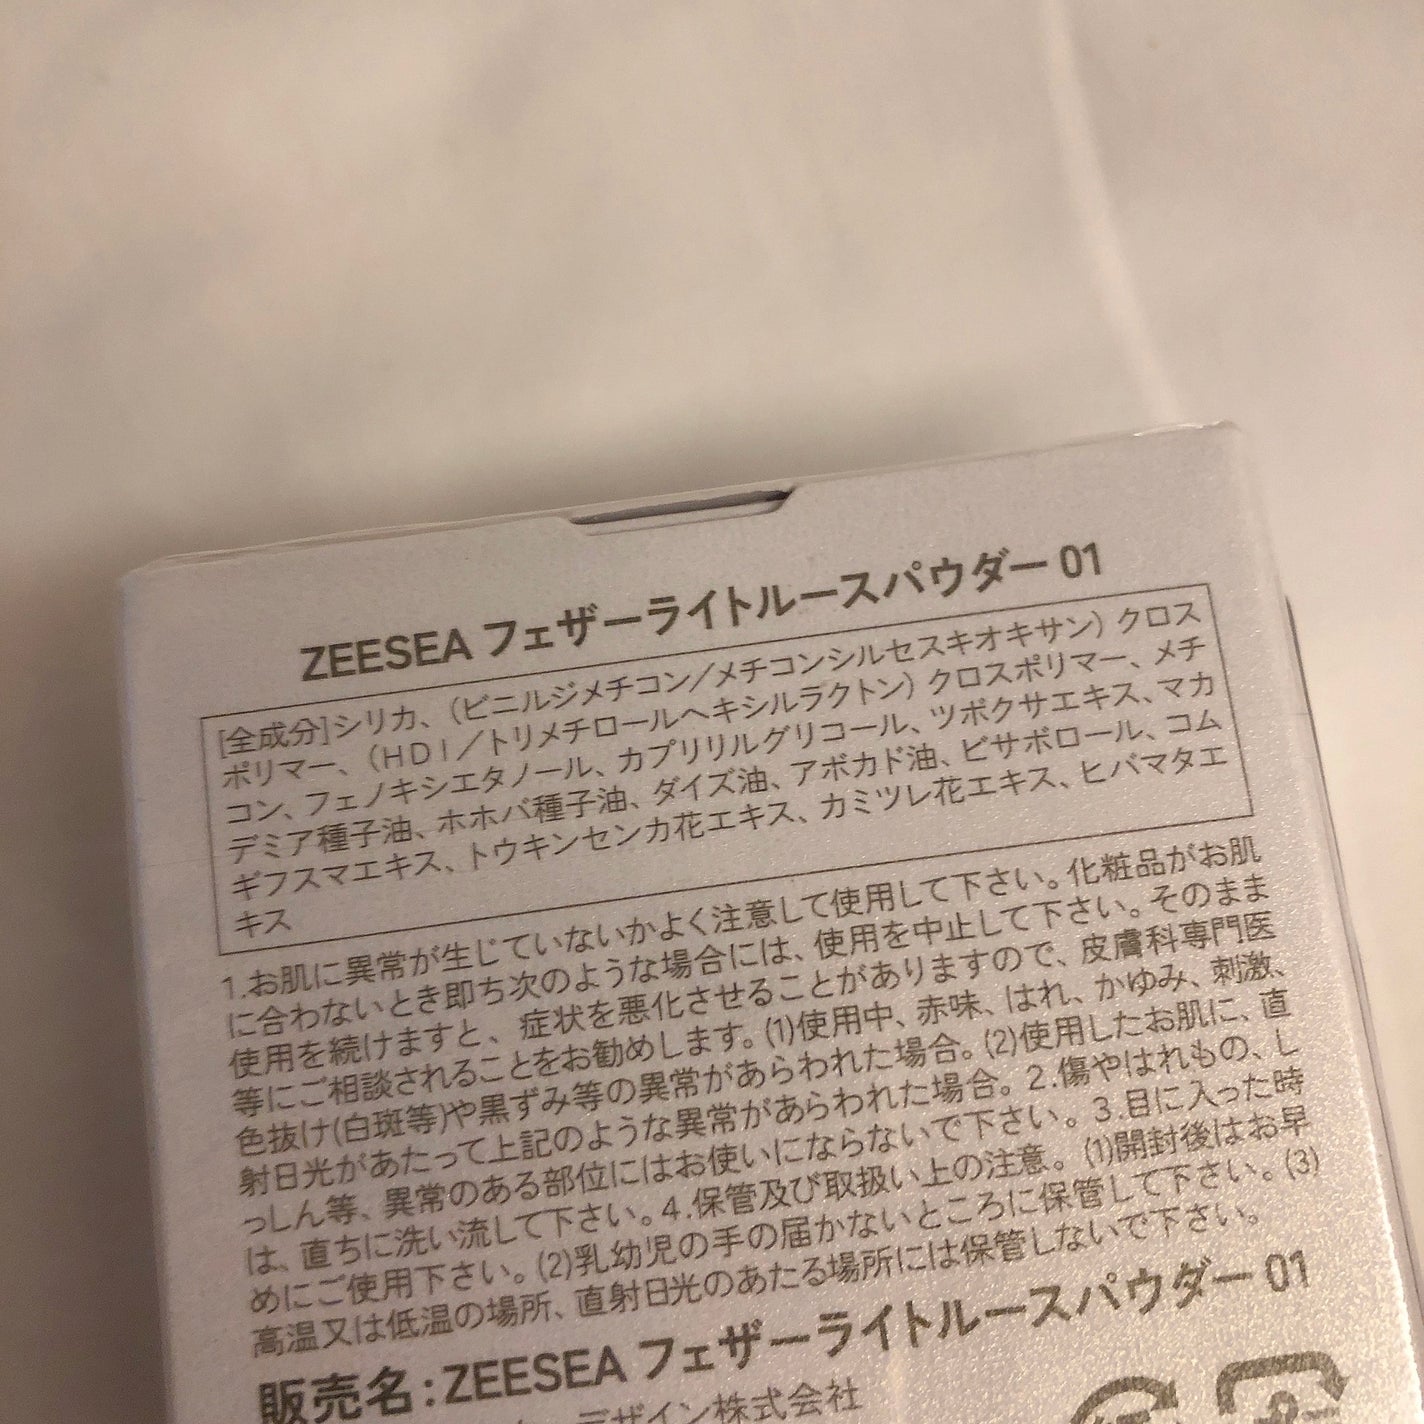 ZEESEA フェザーライトルースパウダー 01
[全成分]シリカ、（ビニルジメチコン／メチコンシルセスキオキサン）クロス
ポリマー、（HDI／トリメチロールヘキシルラクトン）クロスポリマー、メチ
コン、フェノキシエタノール、カプリリルグリコール、ツボクサエキス、マカ
デミア種子油、ホホバ種子油、ダイズ油、アボカド油、ビサボロール、コム
ギフスマエキス、トウキンセンカ花エキス、カミツレ花エキス、ヒバマタエ
キス
1.お肌に異常が生じていないかよく注意して使用して下さい。化粧品がお肌
に合わないとき即ち次のような場合には、使用を中止して下さい。そのまま
使用を続けますと、症状を悪化させることがありますので、皮膚科専門医
等にご相談されることをお勧めします。(1)使用中、赤味、はれ、かゆみ、刺激、
色抜け(白斑等)や黒ずみ等の異常があらわれた場合。(2)使用したお肌に、直
射日光があたって上記のような異常があらわれた場合。2.傷やはれもの、し
っしん等、異常のある部位にはお使いにならないで下さい。3.目に入った時
は、直ちに洗い流して下さい。4.保管及び取扱い上の注意。(1)開封後はお早
めにご使用下さい。(2)乳幼児の手の届かないところに保管して下さい。(3)
高温又は低温の場所、直射日光のあたる場所には保管しないで下さい。
販売名:ZEESEA フェザーライトルースパウダー 01
デザイン株式会社